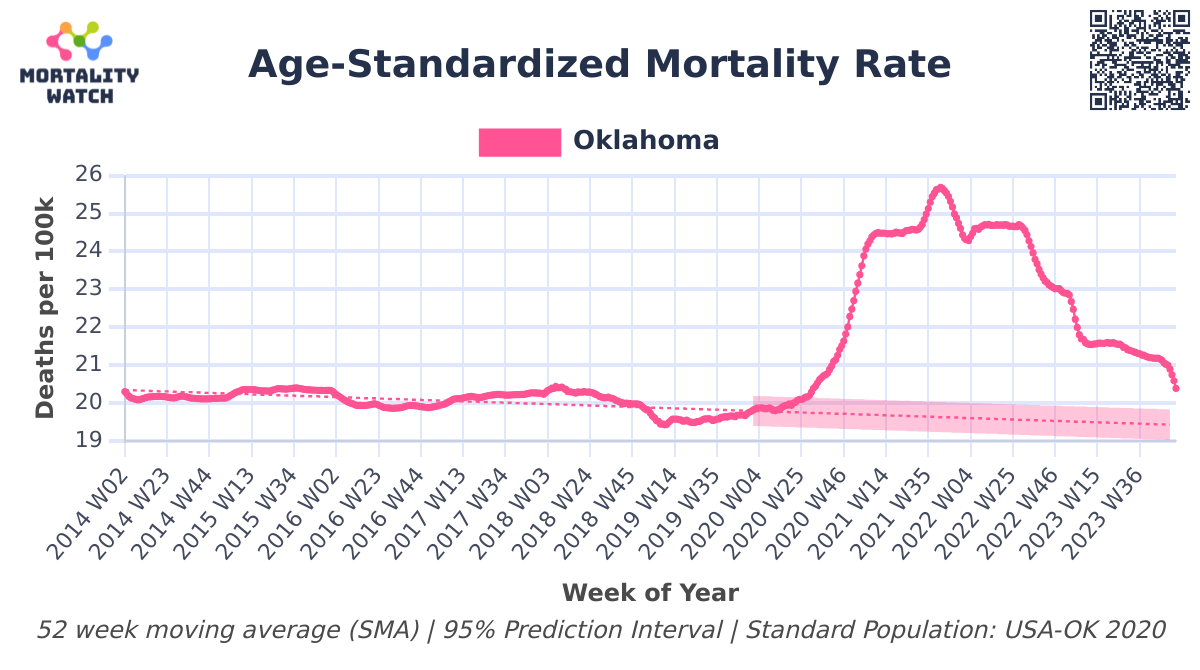 MORTALITY
WATCH
Age-Standardized Mortality Rate
Oklahoma
Deaths per 100k
26
25
24
23
22
21
20
19
2014 W02
2014 W23
2014 W44
2015 W13
2015 W34
2016 W02
2016 W23
2016 W44
2017 W13
2017 W34
2018 W03
2018 W24
2018 W45
2019 W14
2019 W35
2020 W04
2020 W25
2020 W46
2021 W14
2021 W35
2022 W04
2022 W25
2022 W46
2023 W15
2023 W36
Week of Year
52 week moving average (SMA) | 95% Prediction Interval | Standard Population: USA-OK 2020